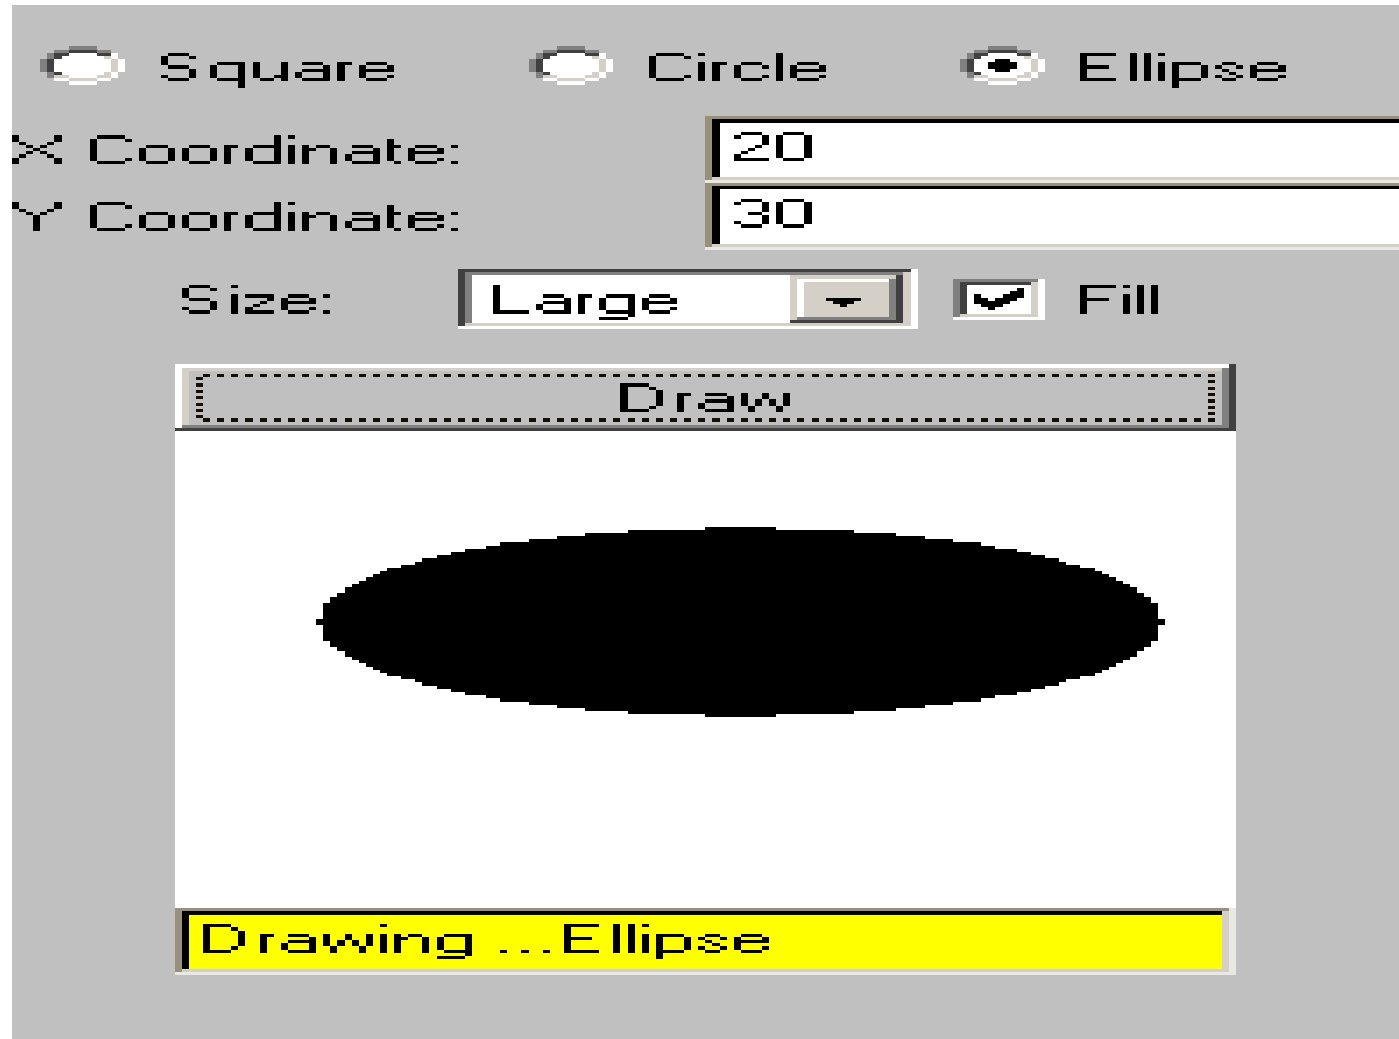 Square Circle Ellipse
X Coordinate: 20
Y Coordinate: 30
Size: Large Fill
Draw
Drawing ...Ellipse